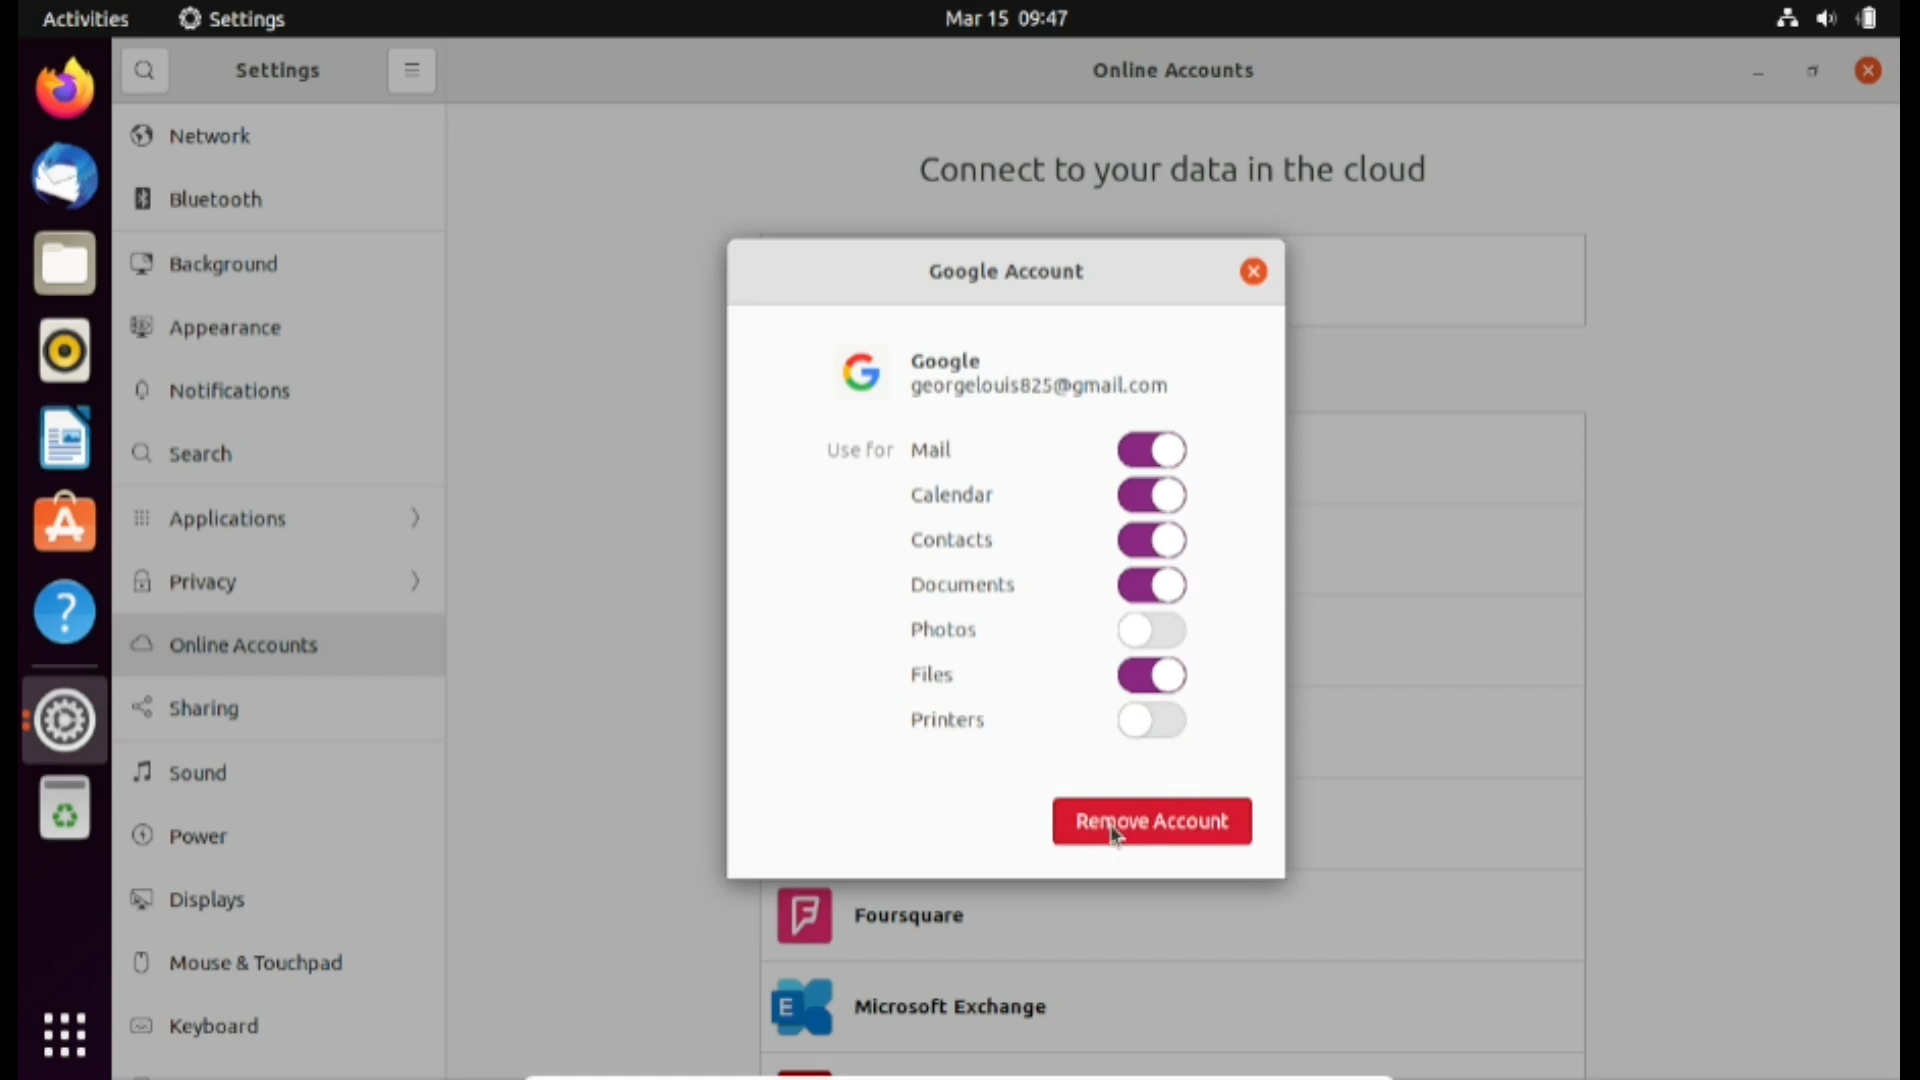 Activities
Settings
Mar 15 09:47
Settings
Online Accounts
Network
Bluetooth
Background
Appearance
Notifications
Search
Applications
Privacy
Online Accounts
Sharing
Sound
Power
Displays
Mouse & Touchpad
Keyboard
Connect to your data in the cloud
Google Account
Google
georgelouis825@gmail.com
Use for Mail
Calendar
Contacts
Documents
Photos
Files
Printers
Remove Account
Foursquare
Microsoft Exchange